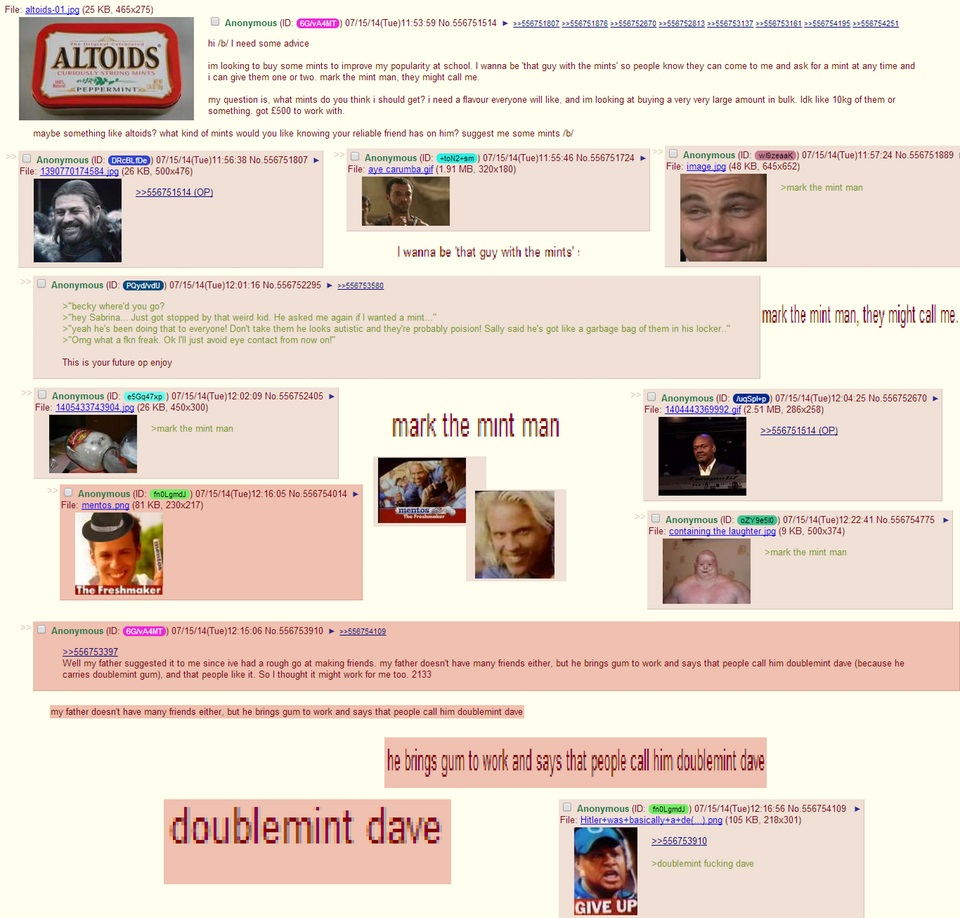 File: altoids-01.jpg (25 KB, 465x275)
The Original Celebrated
ALTOIDS
CURIOUSLY STRONG MINTS
PEPPERMINT
Anonymous (ID: 6G/vA4MT) 07/15/14(Tue)11:53:59 No.556751514 ► >>556751807 >>556751876 >>556752670 >>556752813 >>556753137 >>556753161 >>556754195 >>556754251
hi /b/ I need some advice
im looking to buy some mints to improve my popularity at school. I wanna be 'that guy with the mints' so people know they can come to me and ask for a mint at any time and
i can give them one or two. mark the mint man, they might call me.
my question is, what mints do you think i should get? i need a flavour everyone will like, and im looking at buying a very very large amount in bulk. Idk like 10kg of them or
something. got £500 to work with.
maybe something like altoids? what kind of mints would you like knowing your reliable friend has on him? suggest me some mints /b/
>> Anonymous (ID: DRcBLfDe) 07/15/14(Tue)11:56:38 No.556751807 ►
File: 1390770174584.jpg (26 KB, 500x476)
>>556751514 (OP)
>> Anonymous (ID: +toN2+sm) 07/15/14(Tue)11:55:46 No.556751724 ►
File: aye carumba.gif (1.91 MB, 320x180)
>> Anonymous (ID: wI9zeaaK) 07/15/14(Tue)11:57:24 No.556751889
File: image.jpg (48 KB, 645x652)
>mark the mint man
I wanna be 'that guy with the mints' :
>> Anonymous (ID: PQyd/vdU) 07/15/14(Tue)12:01:16 No.556752295 ► >>556753580
>"becky where'd you go?
>"hey Sabrina... Just got stopped by that weird kid. He asked me again if I wanted a mint..."
>"yeah he's been doing that to everyone! Don't take them he looks autistic and they're probably poision! Sally said he's got like a garbage bag of them in his locker.."
>"Omg what a fkn freak. Ok I'll just avoid eye contact from now on!"
This is your future op enjoy
mark the mint man, they might call me.
>> Anonymous (ID: e5Gq47xp) 07/15/14(Tue)12:02:09 No.556752405 ►
File: 1405433743904.jpg (26 KB, 450x300)
>mark the mint man
mark the mint man
>> Anonymous (ID: /uqSpI+p) 07/15/14(Tue)12:04:25 No.556752670 ►
File: 1404443369992.gif (2.51 MB, 286x258)
>>556751514 (OP)
mentos
The Freshmaker
>> Anonymous (ID: fn0LgmdJ) 07/15/14(Tue)12:16:05 No.556754014 ►
File: mentos.png (81 KB, 230x217)
mentos
The Freshmaker
>> Anonymous (ID: oZY9e5I0) 07/15/14(Tue)12:22:41 No.556754775 ►
File: containing the laughter.jpg (9 KB, 500x374)
>mark the mint man
>> Anonymous (ID: 6G/vA4MT) 07/15/14(Tue)12:15:06 No.556753910 ► >>556754109
>>556753397
Well my father suggested it to me since ive had a rough go at making friends. my father doesn't have many friends either, but he brings gum to work and says that people call him doublemint dave (because he
carries doublemint gum), and that people like it. So I thought it might work for me too. 2133
my father doesn't have many friends either, but he brings gum to work and says that people call him doublemint dave
he brings gum to work and says that people call him doublemint dave
doublemint dave
Anonymous (ID: fn0LgmdJ) 07/15/14(Tue)12:16:56 No.556754109 ►
File: Hitler+was+basically+a+de(...).png (105 KB, 218x301)
>>556753910
>doublemint fucking dave
GIVE UP